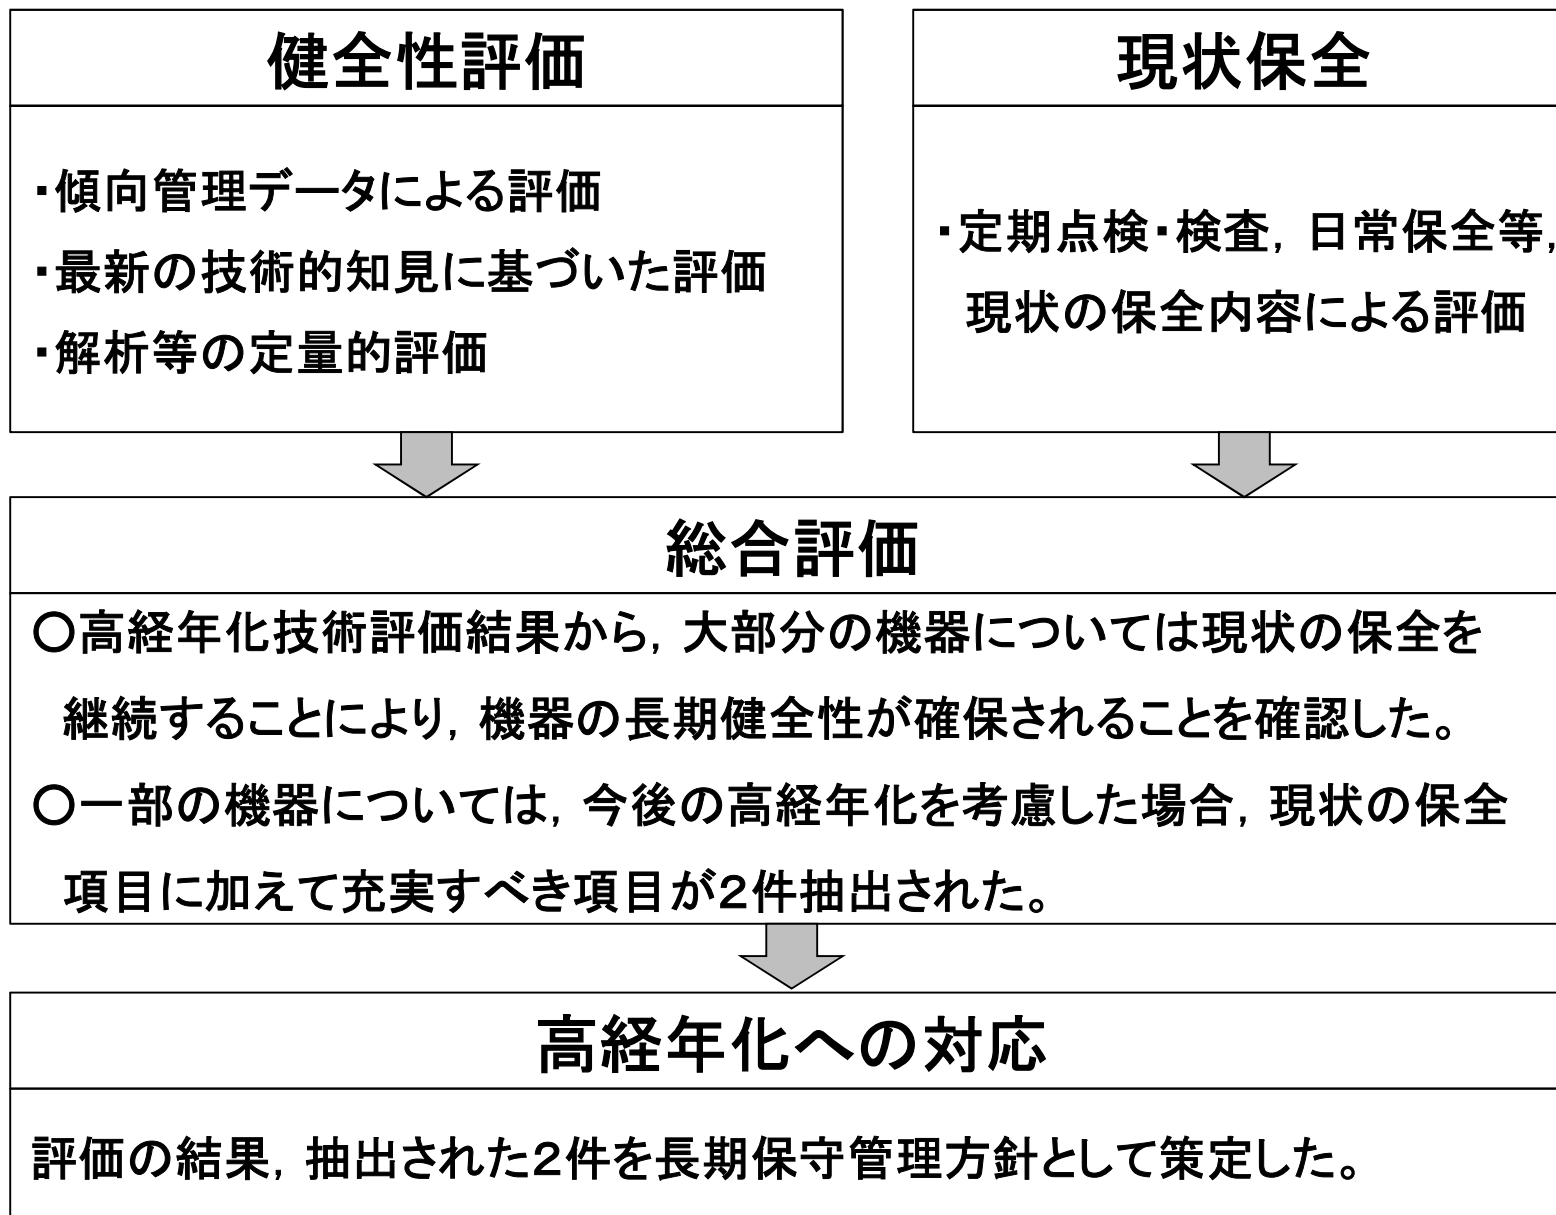 健全性評価
・傾向管理データによる評価
・最新の技術的知見に基づいた評価
・解析等の定量的評価
現状保全
・定期点検・検査，日常保全等，
現状の保全内容による評価
総合評価
○高経年化技術評価結果から，大部分の機器については現状の保全を
継続することにより，機器の長期健全性が確保されることを確認した。
○一部の機器については，今後の高経年化を考慮した場合，現状の保全
項目に加えて充実すべき項目が２件抽出された。
高経年化への対応
評価の結果，抽出された２件を長期保守管理方針として策定した。